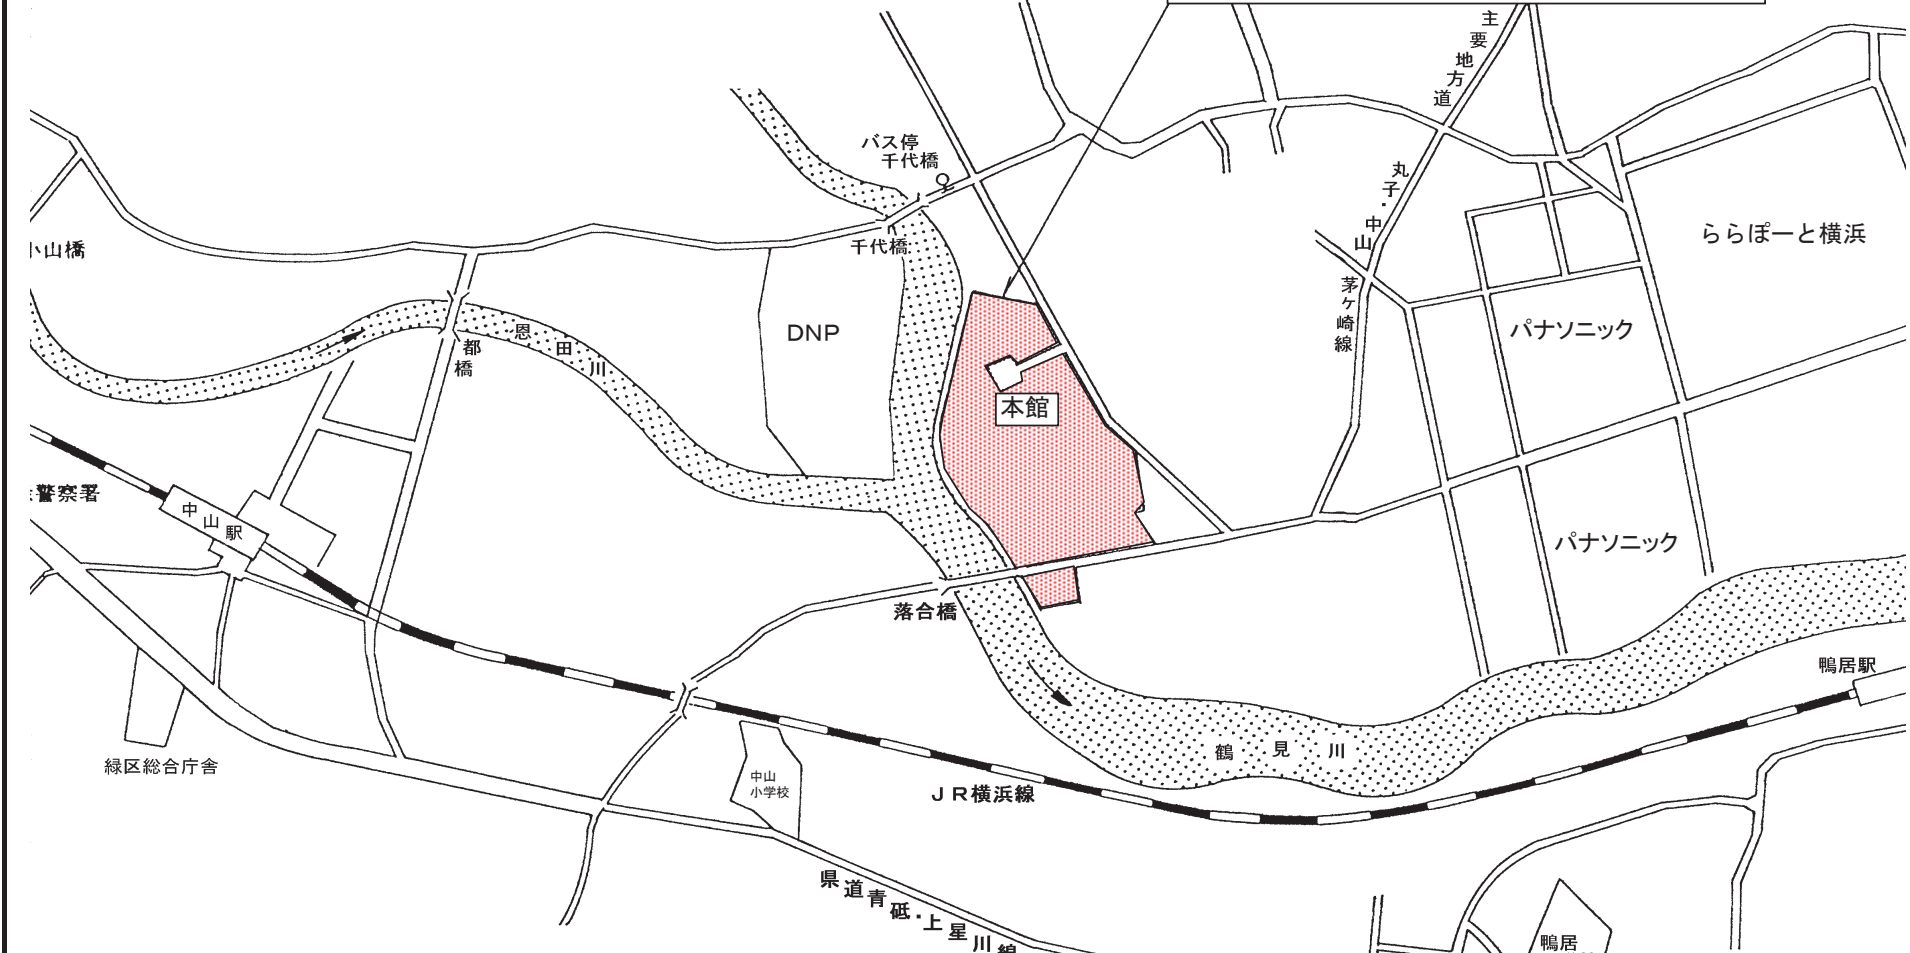 主要地方道
丸子・中山
茅ケ崎線
バス停
千代橋
千代橋
小山橋
恩田川
都橋
DNP
本館
ららぽーと横浜
パナソニック
パナソニック
警察署
中山駅
落合橋
鴨居駅
鶴見川
緑区総合庁舎
中山
小学校
JR横浜線
県道青砥・上星川線
鴨居